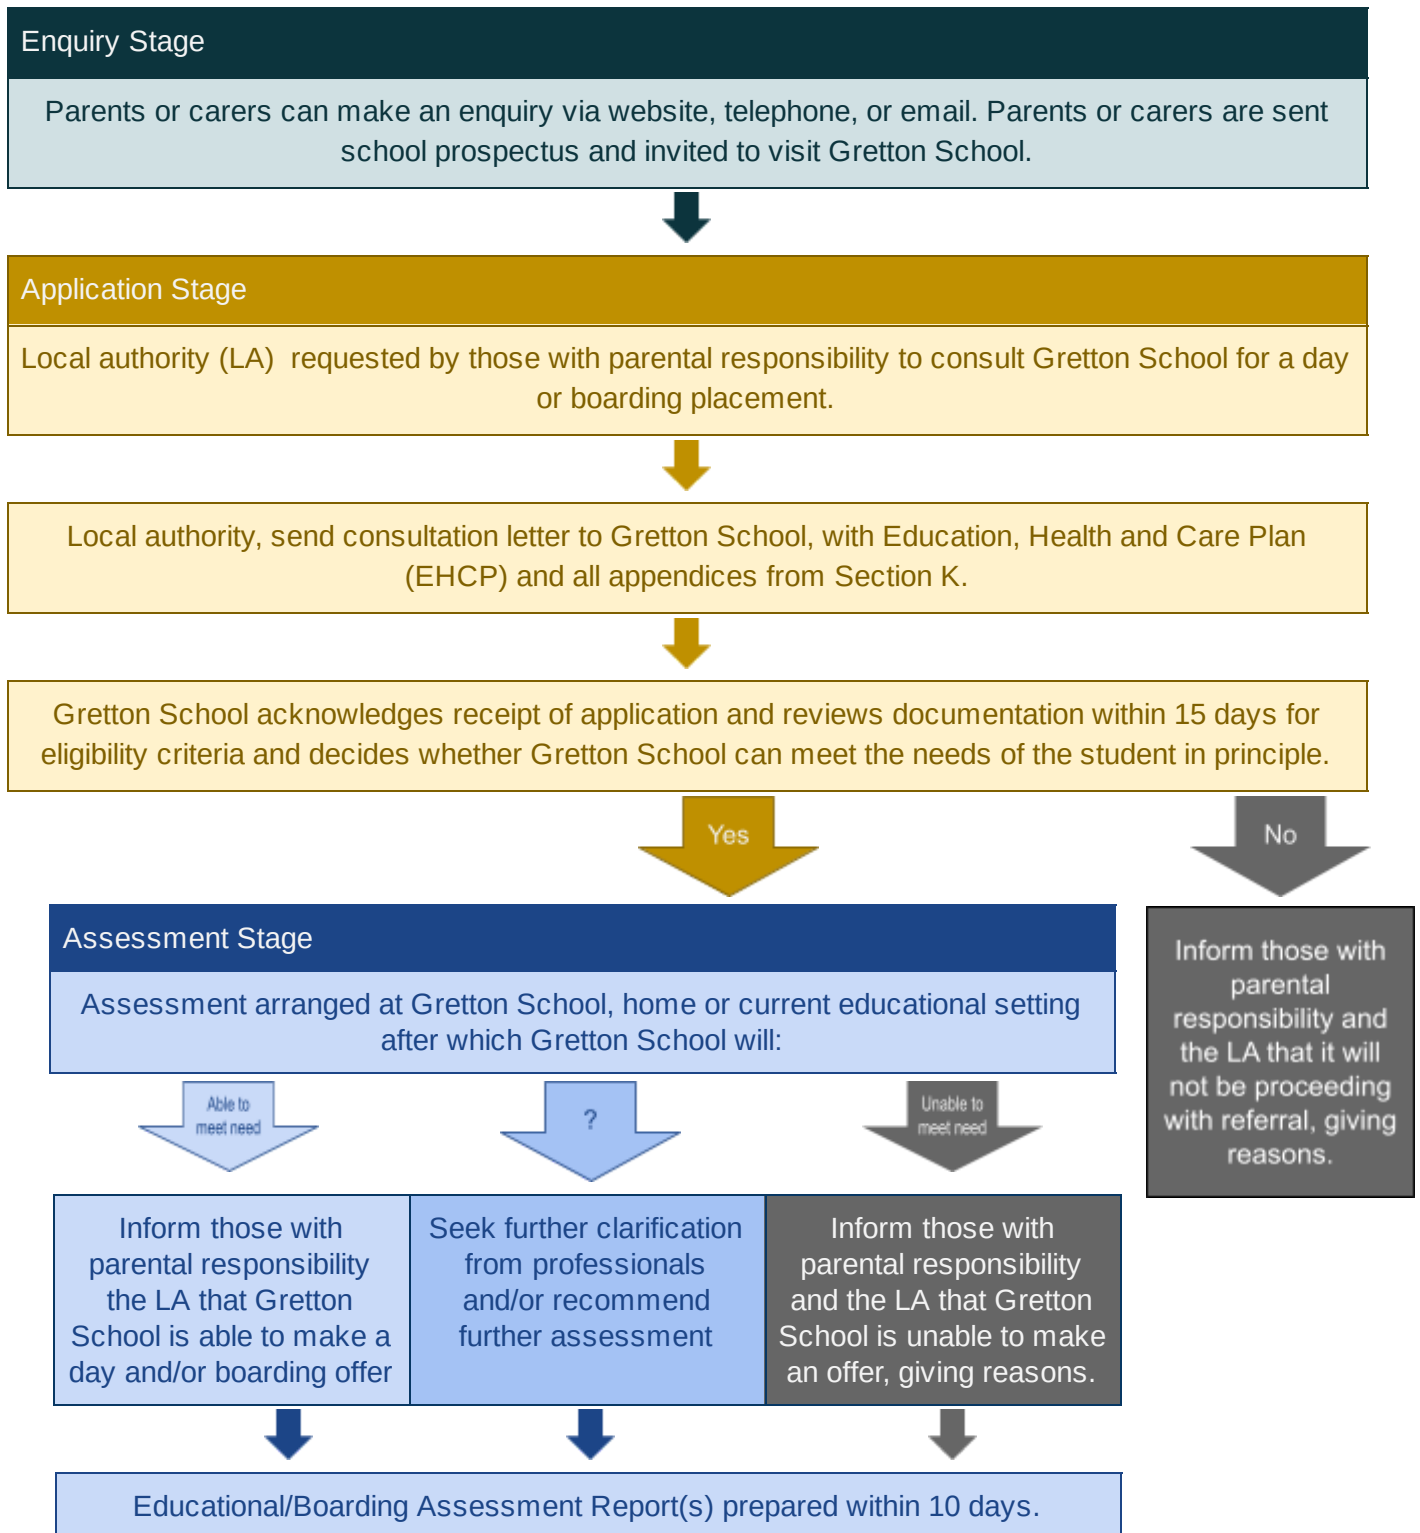 Enquiry Stage
Parents or carers can make an enquiry via website, telephone, or email. Parents or carers are sent
school prospectus and invited to visit Gretton School.
Application Stage
Local authority (LA)  requested by those with parental responsibility to consult Gretton School for a day
or boarding placement.
Local authority, send consultation letter to Gretton School, with Education, Health and Care Plan
(EHCP) and all appendices from Section K.
Gretton School acknowledges receipt of application and reviews documentation within 15 days for
eligibility criteria and decides whether Gretton School can meet the needs of the student in principle.
Yes
No
Assessment Stage
Assessment arranged at Gretton School, home or current educational setting
after which Gretton School will:
Inform those with
parental
responsibility and
the LA that it will
not be proceeding
with referral, giving
reasons.
Able to
meet need
?
Unable to
meet need
Inform those with
parental responsibility
the LA that Gretton
School is able to make a
day and/or boarding offer
Seek further clarification
from professionals
and/or recommend
further assessment
Inform those with
parental responsibility
and the LA that Gretton
School is unable to make
an offer, giving reasons.
Educational/Boarding Assessment Report(s) prepared within 10 days.